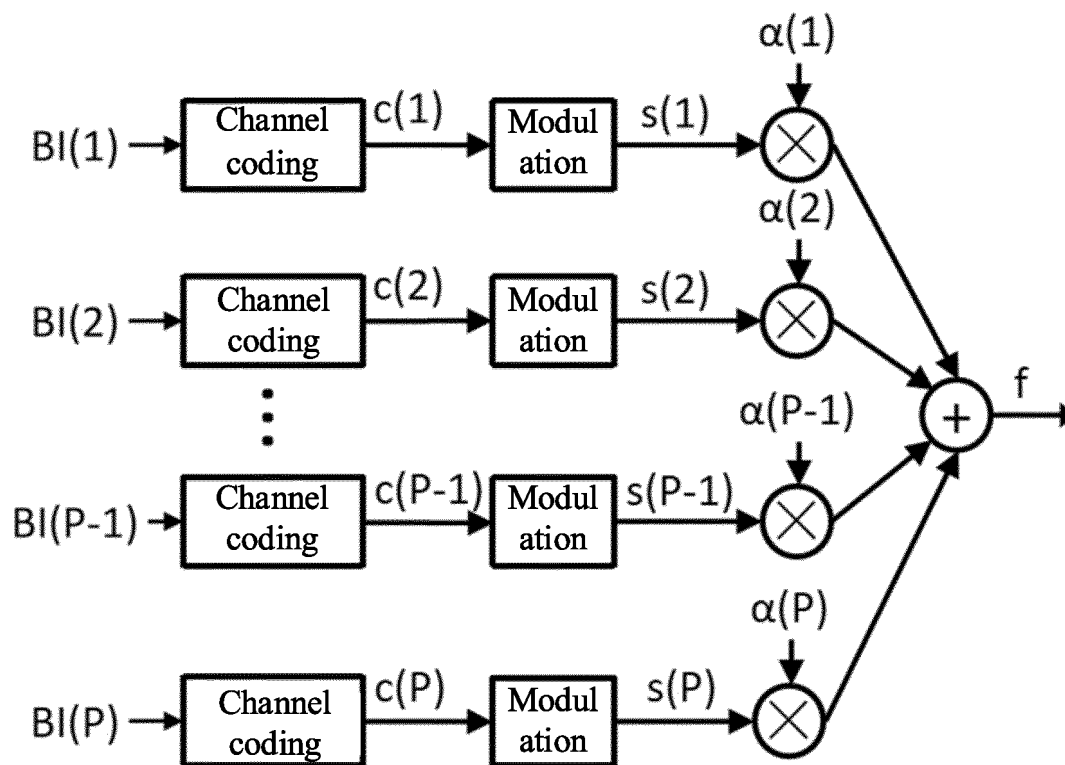 α(1)
BI(1)
Channel
coding
c(1)
Modul
ation
s(1)
α(2)
BI(2)
Channel
coding
c(2)
Modul
ation
s(2)
f
α(P-1)
BI(P-1)
Channel
coding
c(P-1)
Modul
ation
s(P-1)
α(P)
BI(P)
Channel
coding
c(P)
Modul
ation
s(P)